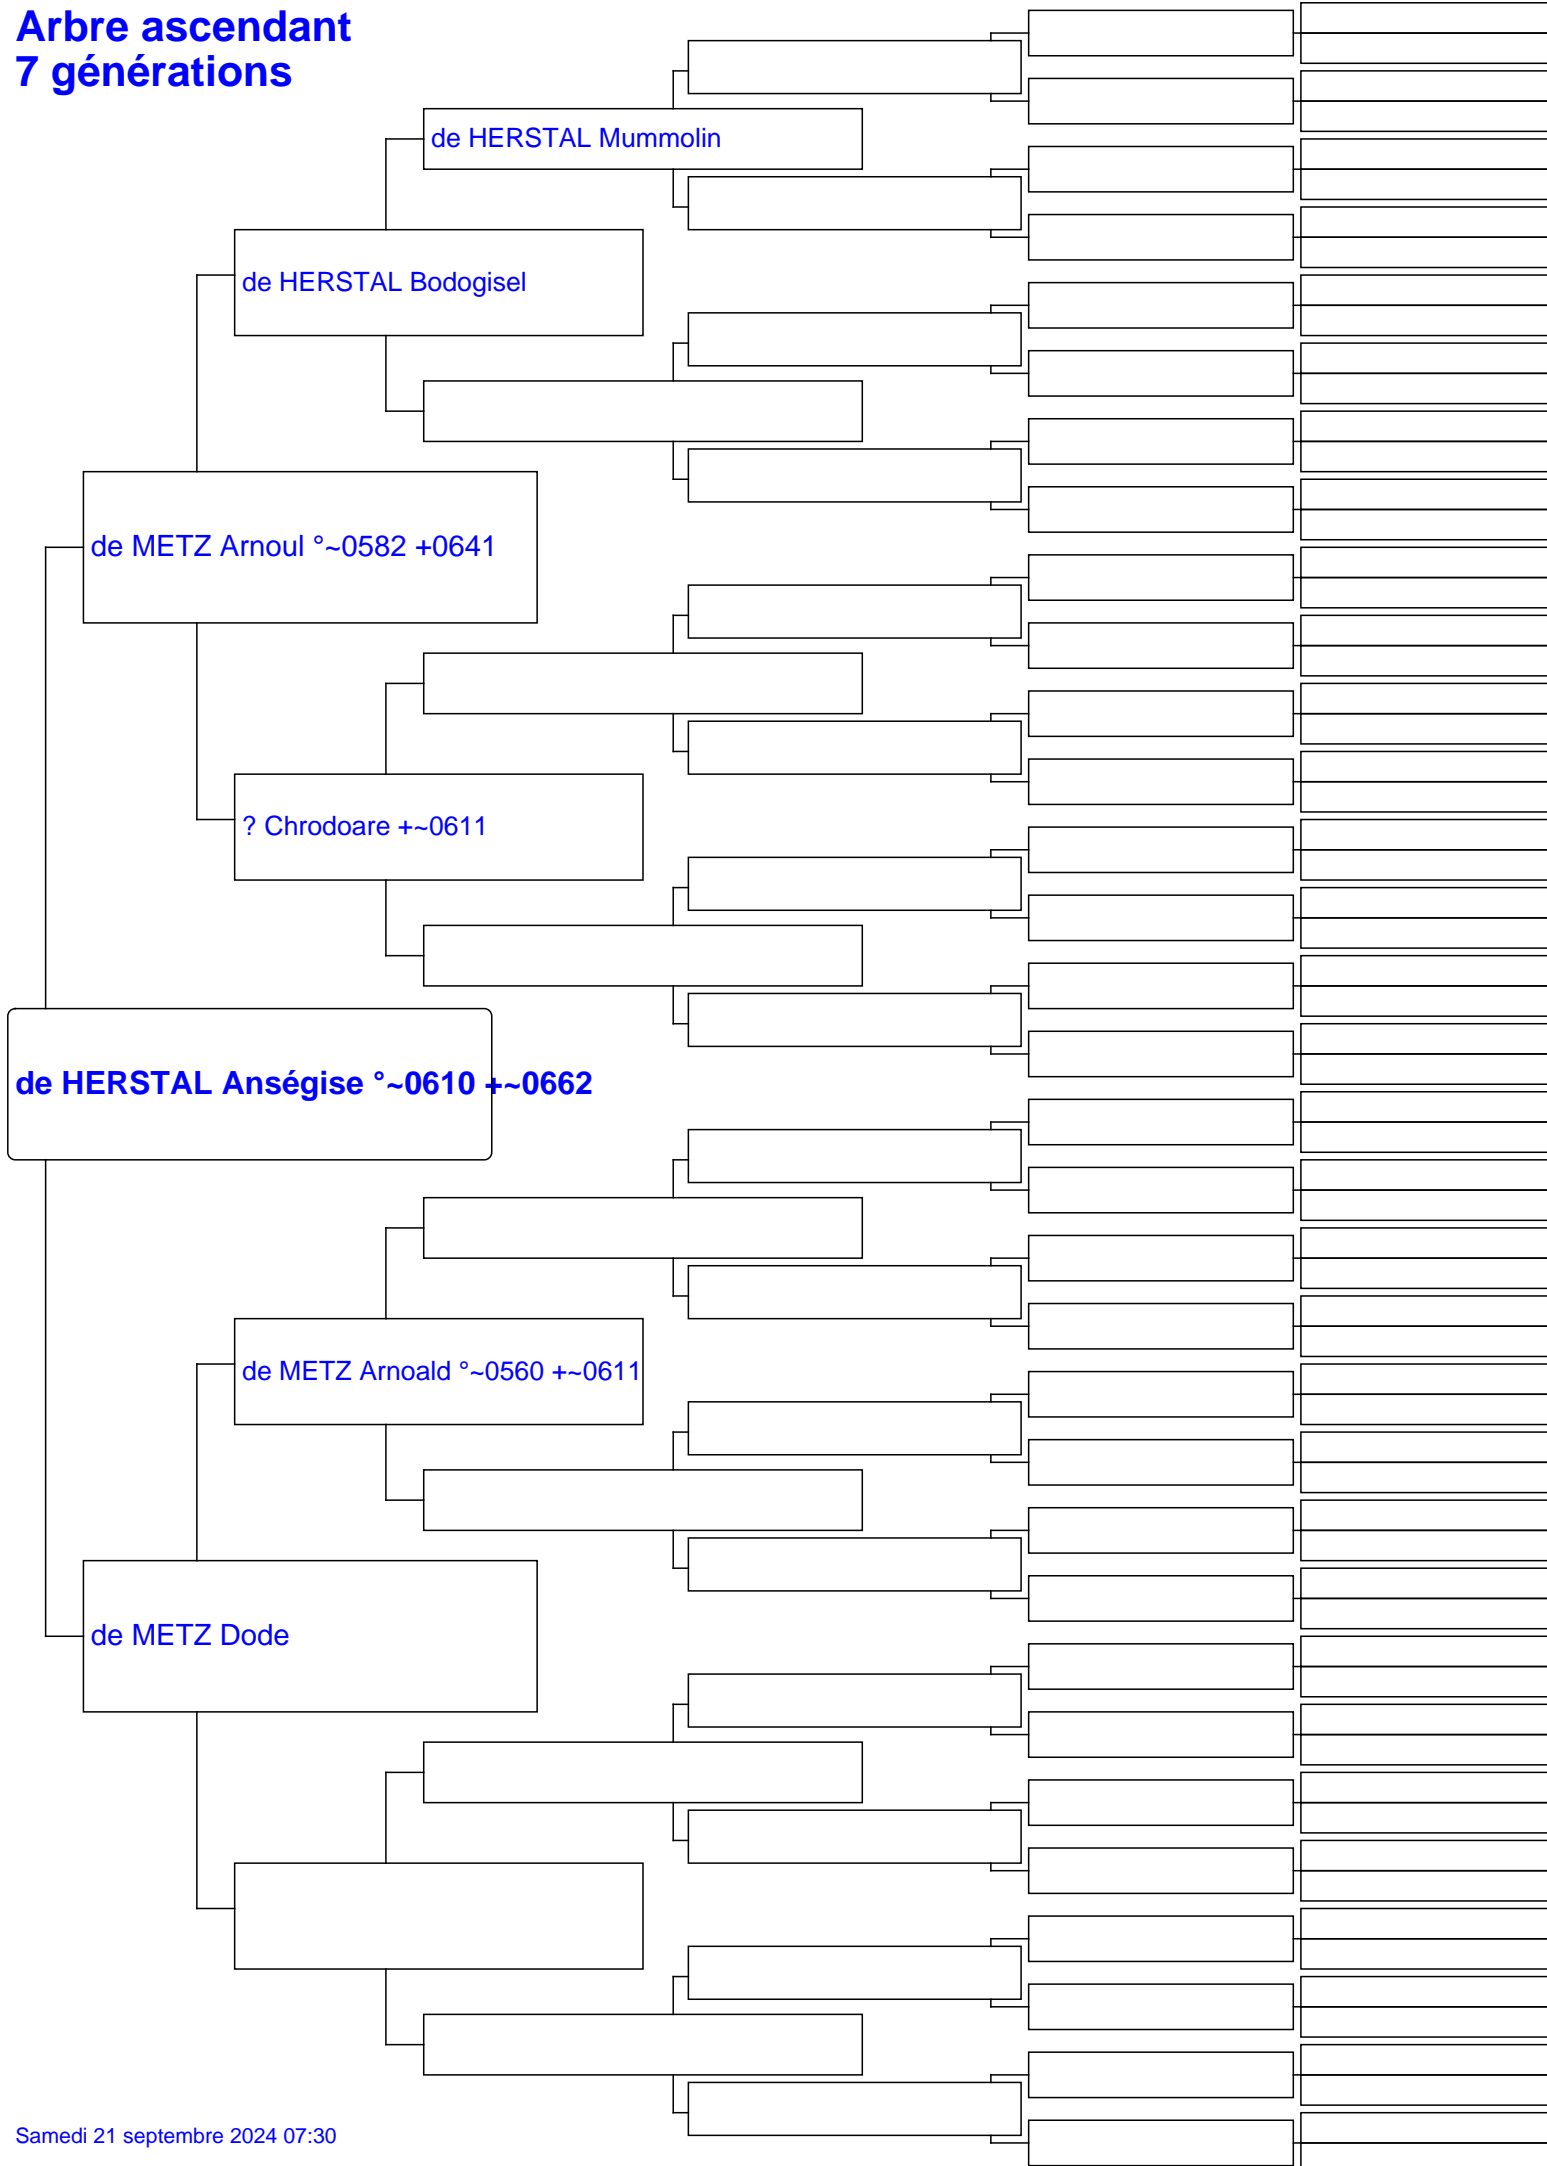 Arbre ascendant
7 générations
de HERSTAL Mummolin
de HERSTAL Bodogisel
de METZ Arnoul °~0582 +0641
? Chrodoare +~0611
de HERSTAL Anségise °~0610 +~0662
de METZ Arnoald °~0560 +~0611
de METZ Dode
Samedi 21 septembre 2024 07:30